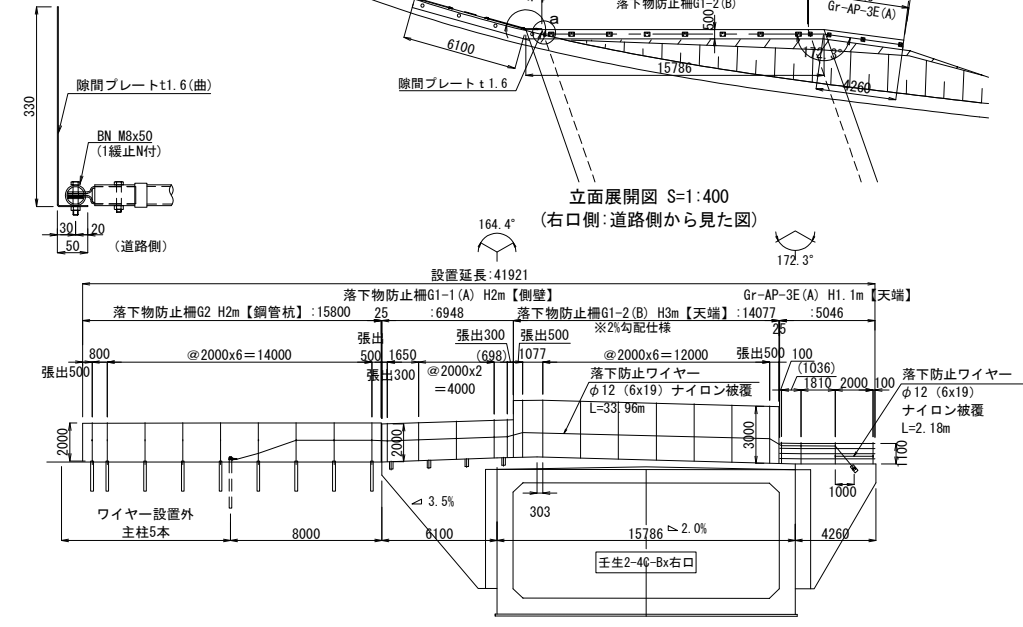 落下物防止柵G1-2(B)
Gr-AP-3E(A)
500
a
6100
172.3°
15786
4260
隙間プレートt1.6
隙間プレートt1.6(曲)
330
BN M8x50
(1緩止N付)
30
20
50
(道路側)
立面展開図 S=1:400
(右口側:道路側から見た図)
164.4°
172.3°
設置延長:41921
落下物防止柵G1-1(A) H2m【側壁】
Gr-AP-3E(A) H1.1m【天端】
落下物防止柵G2 H2m【鋼管杭】:15800
25
:6948
落下物防止柵G1-2(B) H3m【天端】:14077
:5046
※2%勾配仕様
25
800
@2000x6=14000
張出
500
1650
張出300
(698)
張出500
1077
@2000x6=12000
張出500
100
(1036)
1810
2000
100
張出500
張出300
@2000x2
=4000
落下防止ワイヤー
φ12 (6x19) ナイロン被覆
L=33.96m
落下防止ワイヤー
φ12 (6x19)
ナイロン被覆
L=2.18m
2000
2000
3000
1100
1000
303
3.5%
2.0%
ワイヤー設置外
主柱5本
8000
6100
15786
4260
壬生2-4C-Bx右口